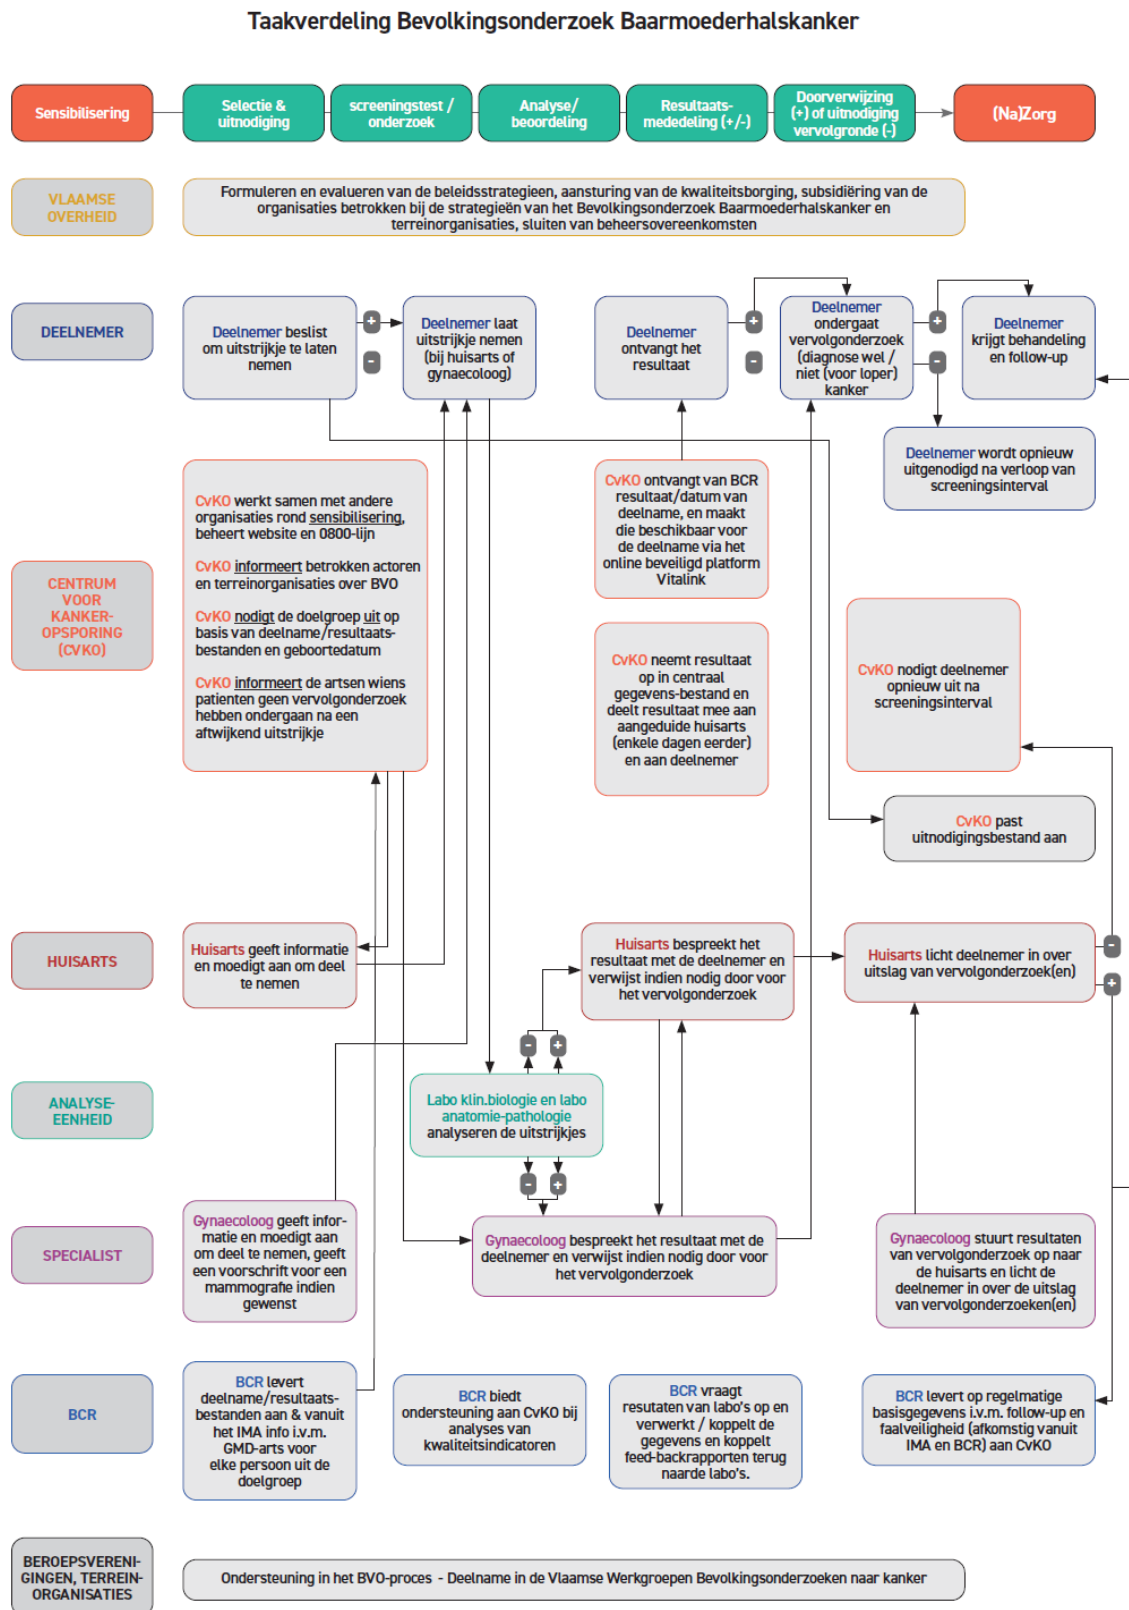 Taakverdeling Bevolkingsonderzoek Baarmoederhalskanker
Sensibilisering
Selectie &
uitnodiging
screeningstest /
onderzoek
Analyse/
beoordeling
Resultaats-
mededeling (+/-)
Doorverwijzing
(+) of uitnodiging
vervolgronde (-)
(Na)Zorg
VLAAMSE
OVERHEID
Formuleren en evalueren van de beleidsstrategieen, aansturing van de kwaliteitsborging, subsidiëring van de
organisaties betrokken bij de strategieën van het Bevolkingsonderzoek Baarmoederhalskanker en
terreinorganisaties, sluiten van beheersovereenkomsten
DEELNEMER
Deelnemer beslist
om uitstrijkje te laten
nemen
+
-
Deelnemer laat
uitstrijkje nemen
(bij huisarts of
gynaecoloog)
Deelnemer
ontvangt het
resultaat
+
-
Deelnemer
ondergaat
vervolgonderzoek
(diagnose wel /
niet (voor loper)
kanker
+
-
Deelnemer
krijgt behandeling
en follow-up
Deelnemer wordt opnieuw
uitgenodigd na verloop van
screeningsinterval
CENTRUM
VOOR
KANKER-
OPSPORING
(CVKO)
CvKO werkt samen met andere
organisaties rond sensibilisering,
beheert website en 0800-lijn
CvKO informeert betrokken actoren
en terreinorganisaties over BVO
CvKO nodigt de doelgroep uit op
basis van deelname/resultaats-
bestanden en geboortedatum
CvKO informeert de artsen wiens
patienten geen vervolgonderzoek
hebben ondergaan na een
aftwijkend uitstrijkje
CvKO ontvangt van BCR
resultaat/datum van
deelname, en maakt
die beschikbaar voor
de deelname via het
online beveiligd platform
Vitalink
CvKO neemt resultaat
op in centraal
gegevens-bestand en
deelt resultaat mee aan
aangeduide huisarts
(enkele dagen eerder)
en aan deelnemer
CvKO nodigt deelnemer
opnieuw uit na
screeningsinterval
CvKO past
uitnodigingsbestand aan
HUISARTS
Huisarts geeft informatie
en moedigt aan om deel
te nemen
Huisarts bespreekt het
resultaat met de deelnemer en
verwijst indien nodig door voor
het vervolgonderzoek
Huisarts licht deelnemer in over
uitslag van vervolgonderzoek(en)
-
+
- +
ANALYSE-
EENHEID
Labo klin.biologie en labo
anatomie-pathologie
analyseren de uitstrijkjes
- +
SPECIALIST
Gynaecoloog geeft infor-
matie en moedigt aan
om deel te nemen, geeft
een voorschrift voor een
mammografie indien
gewenst
Gynaecoloog bespreekt het resultaat met de
deelnemer en verwijst indien nodig door voor
het vervolgonderzoek
Gynaecoloog stuurt resultaten
van vervolgonderzoek op naar
de huisarts en licht de
deelnemer in over de uitslag
van vervolgonderzoeken(en)
BCR
BCR levert
deelname/resultaats-
bestanden aan & vanuit
het IMA info i.v.m.
GMD-arts voor
elke persoon uit de
doelgroep
BCR biedt
ondersteuning aan CvKO bij
analyses van
kwaliteitsindicatoren
BCR vraagt
resutaten van labo's op en
verwerkt / koppelt de
gegevens en koppelt
feed-backrapporten terug
naarde labo's.
BCR levert op regelmatige
basisgegevens i.v.m. follow-up en
faalveiligheid (afkomstig vanuit
IMA en BCR) aan CvKO
BEROEPSVERENI-
GINGEN, TERREIN-
ORGANISATIES
Ondersteuning in het BVO-proces - Deelname in de Vlaamse Werkgroepen Bevolkingsonderzoeken naar kanker